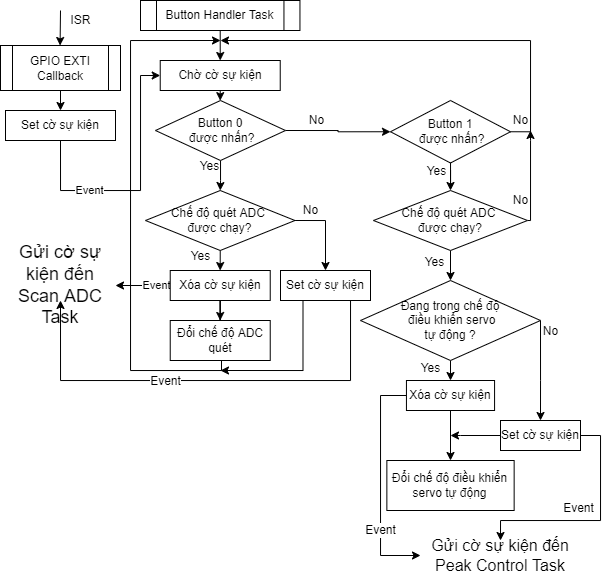 ISR
Button Handler Task
GPIO EXTI
Callback
Chờ cờ sự kiện
Set cờ sự kiện
Button 0
được nhấn?
No
Button 1
được nhấn?
No
Yes
Yes
Event
Chế độ quét ADC
được chạy?
No
Chế độ quét ADC
được chạy?
No
Yes
Yes
Gửi cờ sự
kiện đến
Scan ADC
Task
Event
Xóa cờ sự kiện
Set cờ sự kiện
Đang trong chế độ
điều khiển servo
tự động ?
No
Đổi chế độ ADC
quét
Yes
Event
Xóa cờ sự kiện
Set cờ sự kiện
Đổi chế độ điều khiển
servo tự động
Event
Event
Gửi cờ sự kiện đến
Peak Control Task